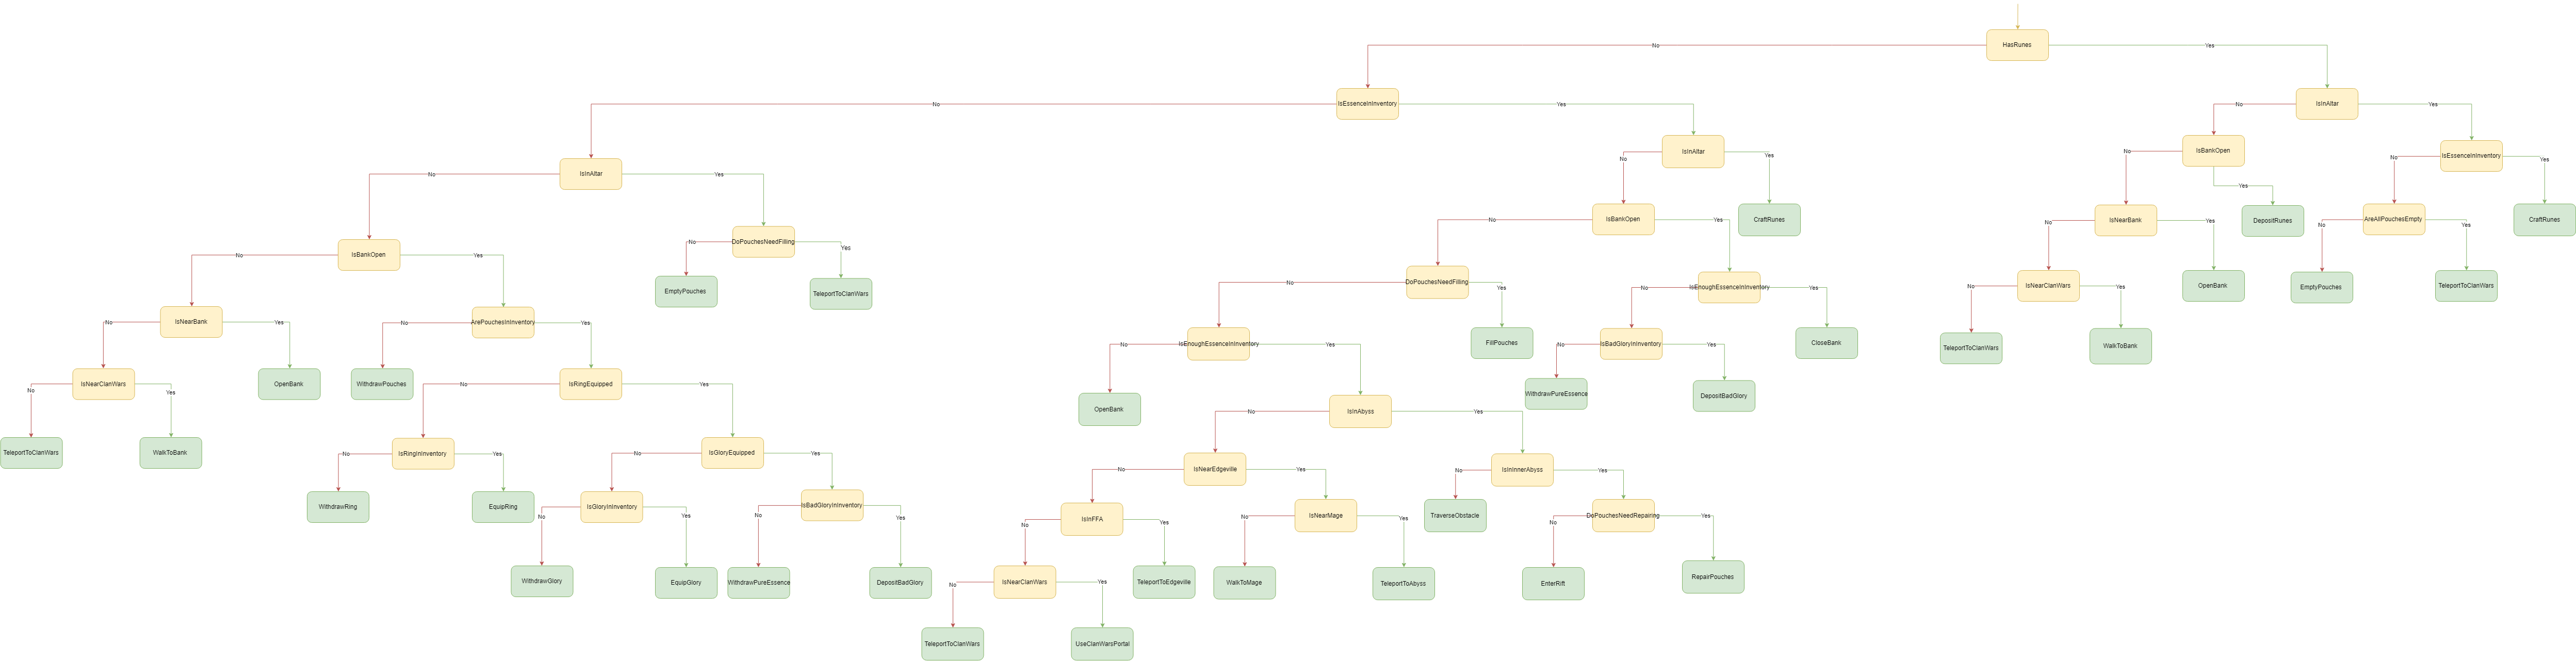 HasRunes
No
Yes
IsEssenceInInventory
IsInAltar
No
Yes
No
Yes
IsInAltar
IsBankOpen
IsEssenceInInventory
No
Yes
No
Yes
No
Yes
IsInAltar
No
Yes
Yes
IsBankOpen
CraftRunes
IsNearBank
DepositRunes
AreAllPouchesEmpty
CraftRunes
No
Yes
No
Yes
No
Yes
DoPouchesNeedFilling
No
Yes
IsBankOpen
No
Yes
DoPouchesNeedFilling
IsEnoughEssenceInInventory
IsNearClanWars
OpenBank
EmptyPouches
TeleportToClanWars
EmptyPouches
TeleportToClanWars
No
Yes
No
Yes
No
Yes
IsNearBank
ArePouchesInInventory
No
Yes
No
Yes
IsEnoughEssenceInInventory
FillPouches
IsBadGloryInInventory
CloseBank
TeleportToClanWars
WalkToBank
No
Yes
No
Yes
IsNearClanWars
OpenBank
WithdrawPouches
IsRingEquipped
No
Yes
No
Yes
WithdrawPureEssence
DepositBadGlory
OpenBank
IsInAbyss
No
Yes
TeleportToClanWars
WalkToBank
IsRingInInventory
IsGloryEquipped
No
Yes
No
Yes
IsNearEdgeville
IsInInnerAbyss
No
Yes
No
Yes
WithdrawRing
EquipRing
IsGloryInInventory
IsBadGloryInInventory
IsInFFA
IsNearMage
TraverseObstacle
DoPouchesNeedRepairing
No
Yes
No
Yes
No
Yes
No
Yes
No
Yes
WithdrawGlory
EquipGlory
WithdrawPureEssence
DepositBadGlory
IsNearClanWars
TeleportToEdgeville
WalkToMage
TeleportToAbyss
EnterRift
RepairPouches
No
Yes
TeleportToClanWars
UseClanWarsPortal